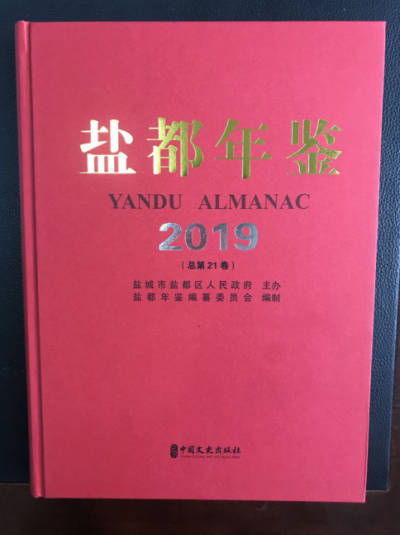 盐都年鉴
YANDU ALMANAC
2019
（总第21卷）
盐城市盐都区人民政府 主办
盐都年鉴编纂委员会 编制
中国文史出版社